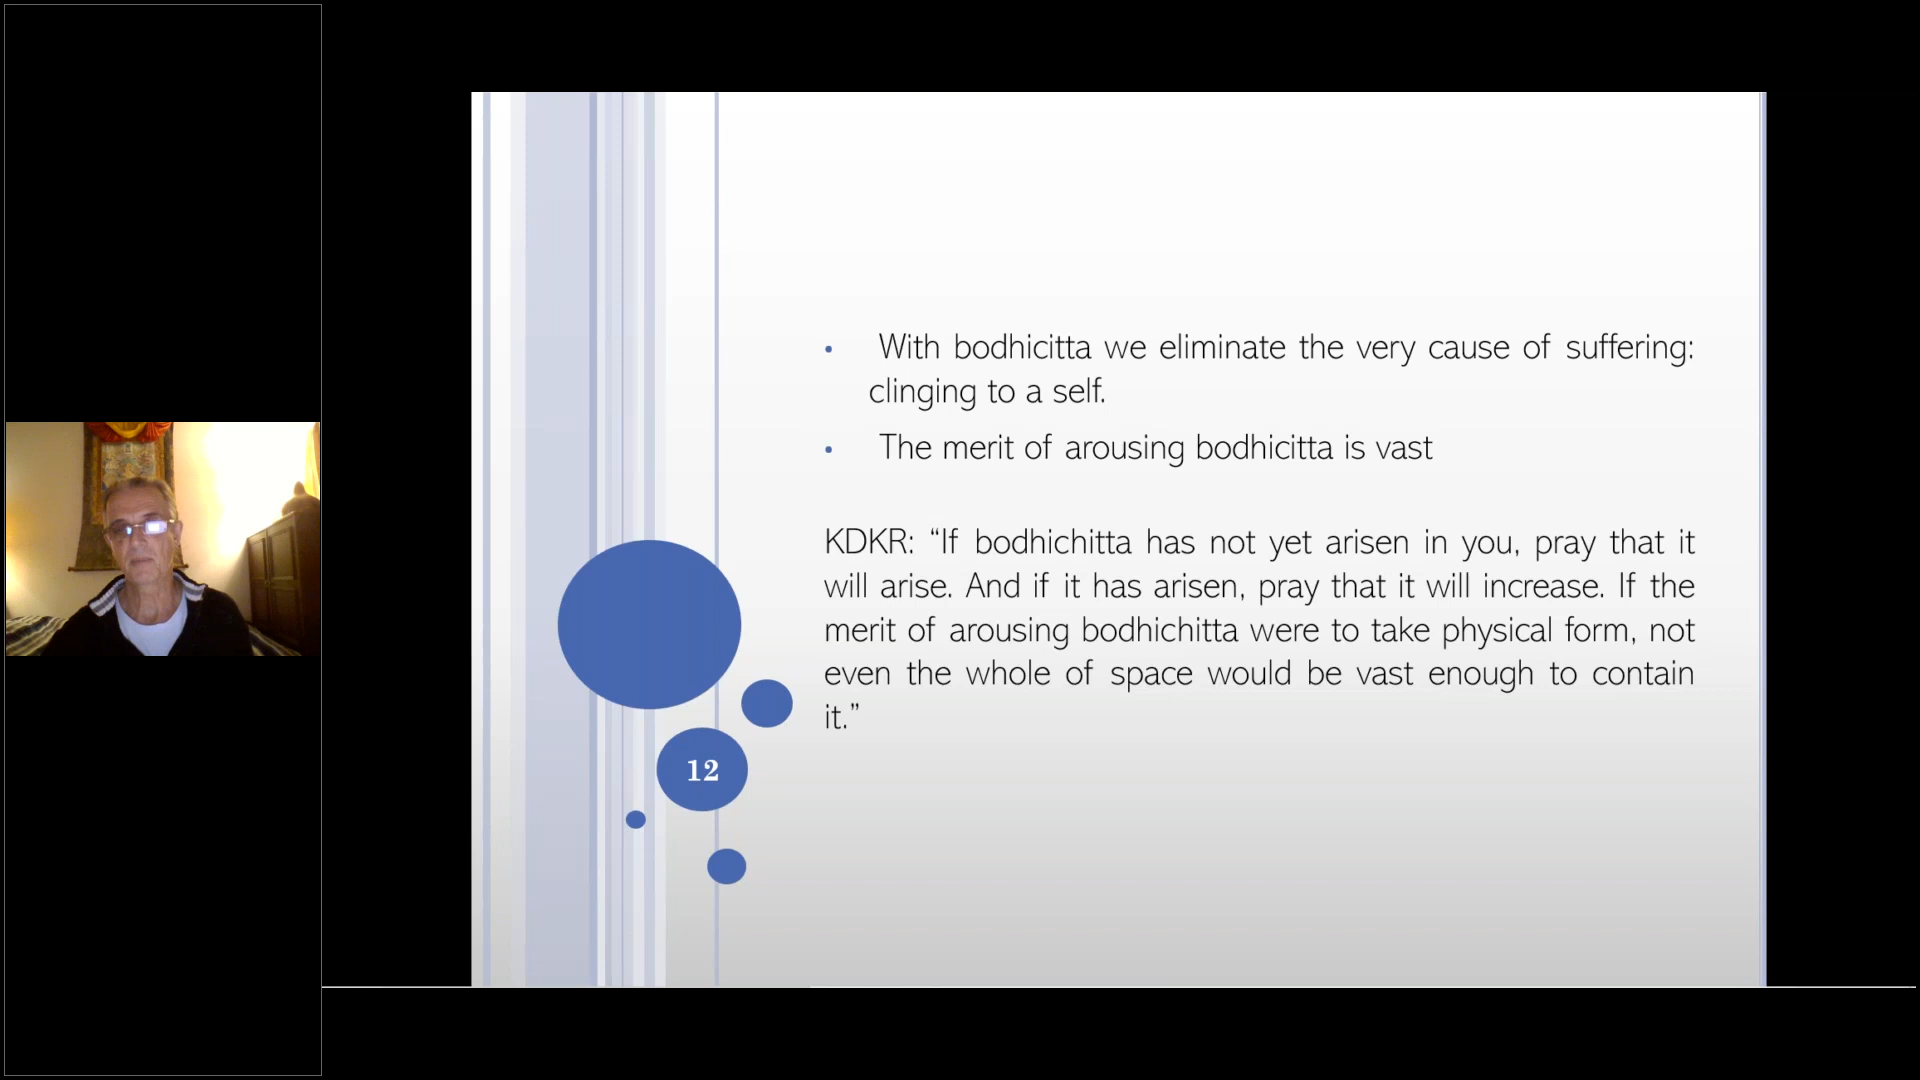 • With bodhicitta we eliminate the very cause of suffering:
clinging to a self.
• The merit of arousing bodhicitta is vast
KDKR: “If bodhichitta has not yet arisen in you, pray that it
will arise. And if it has arisen, pray that it will increase. If the
merit of arousing bodhichitta were to take physical form, not
even the whole of space would be vast enough to contain
it.”
12